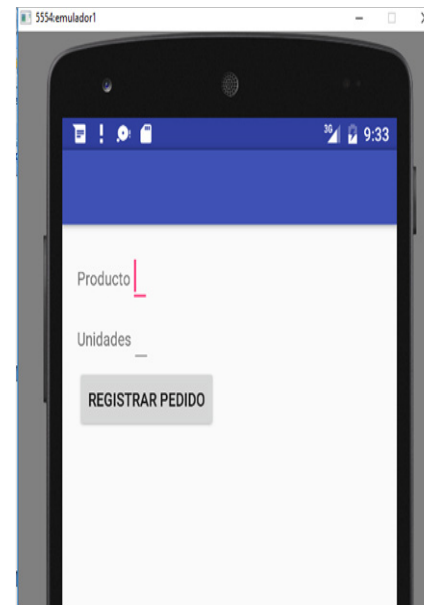 5554:emulador1
3G 9:33
Producto
Unidades
REGISTRAR PEDIDO